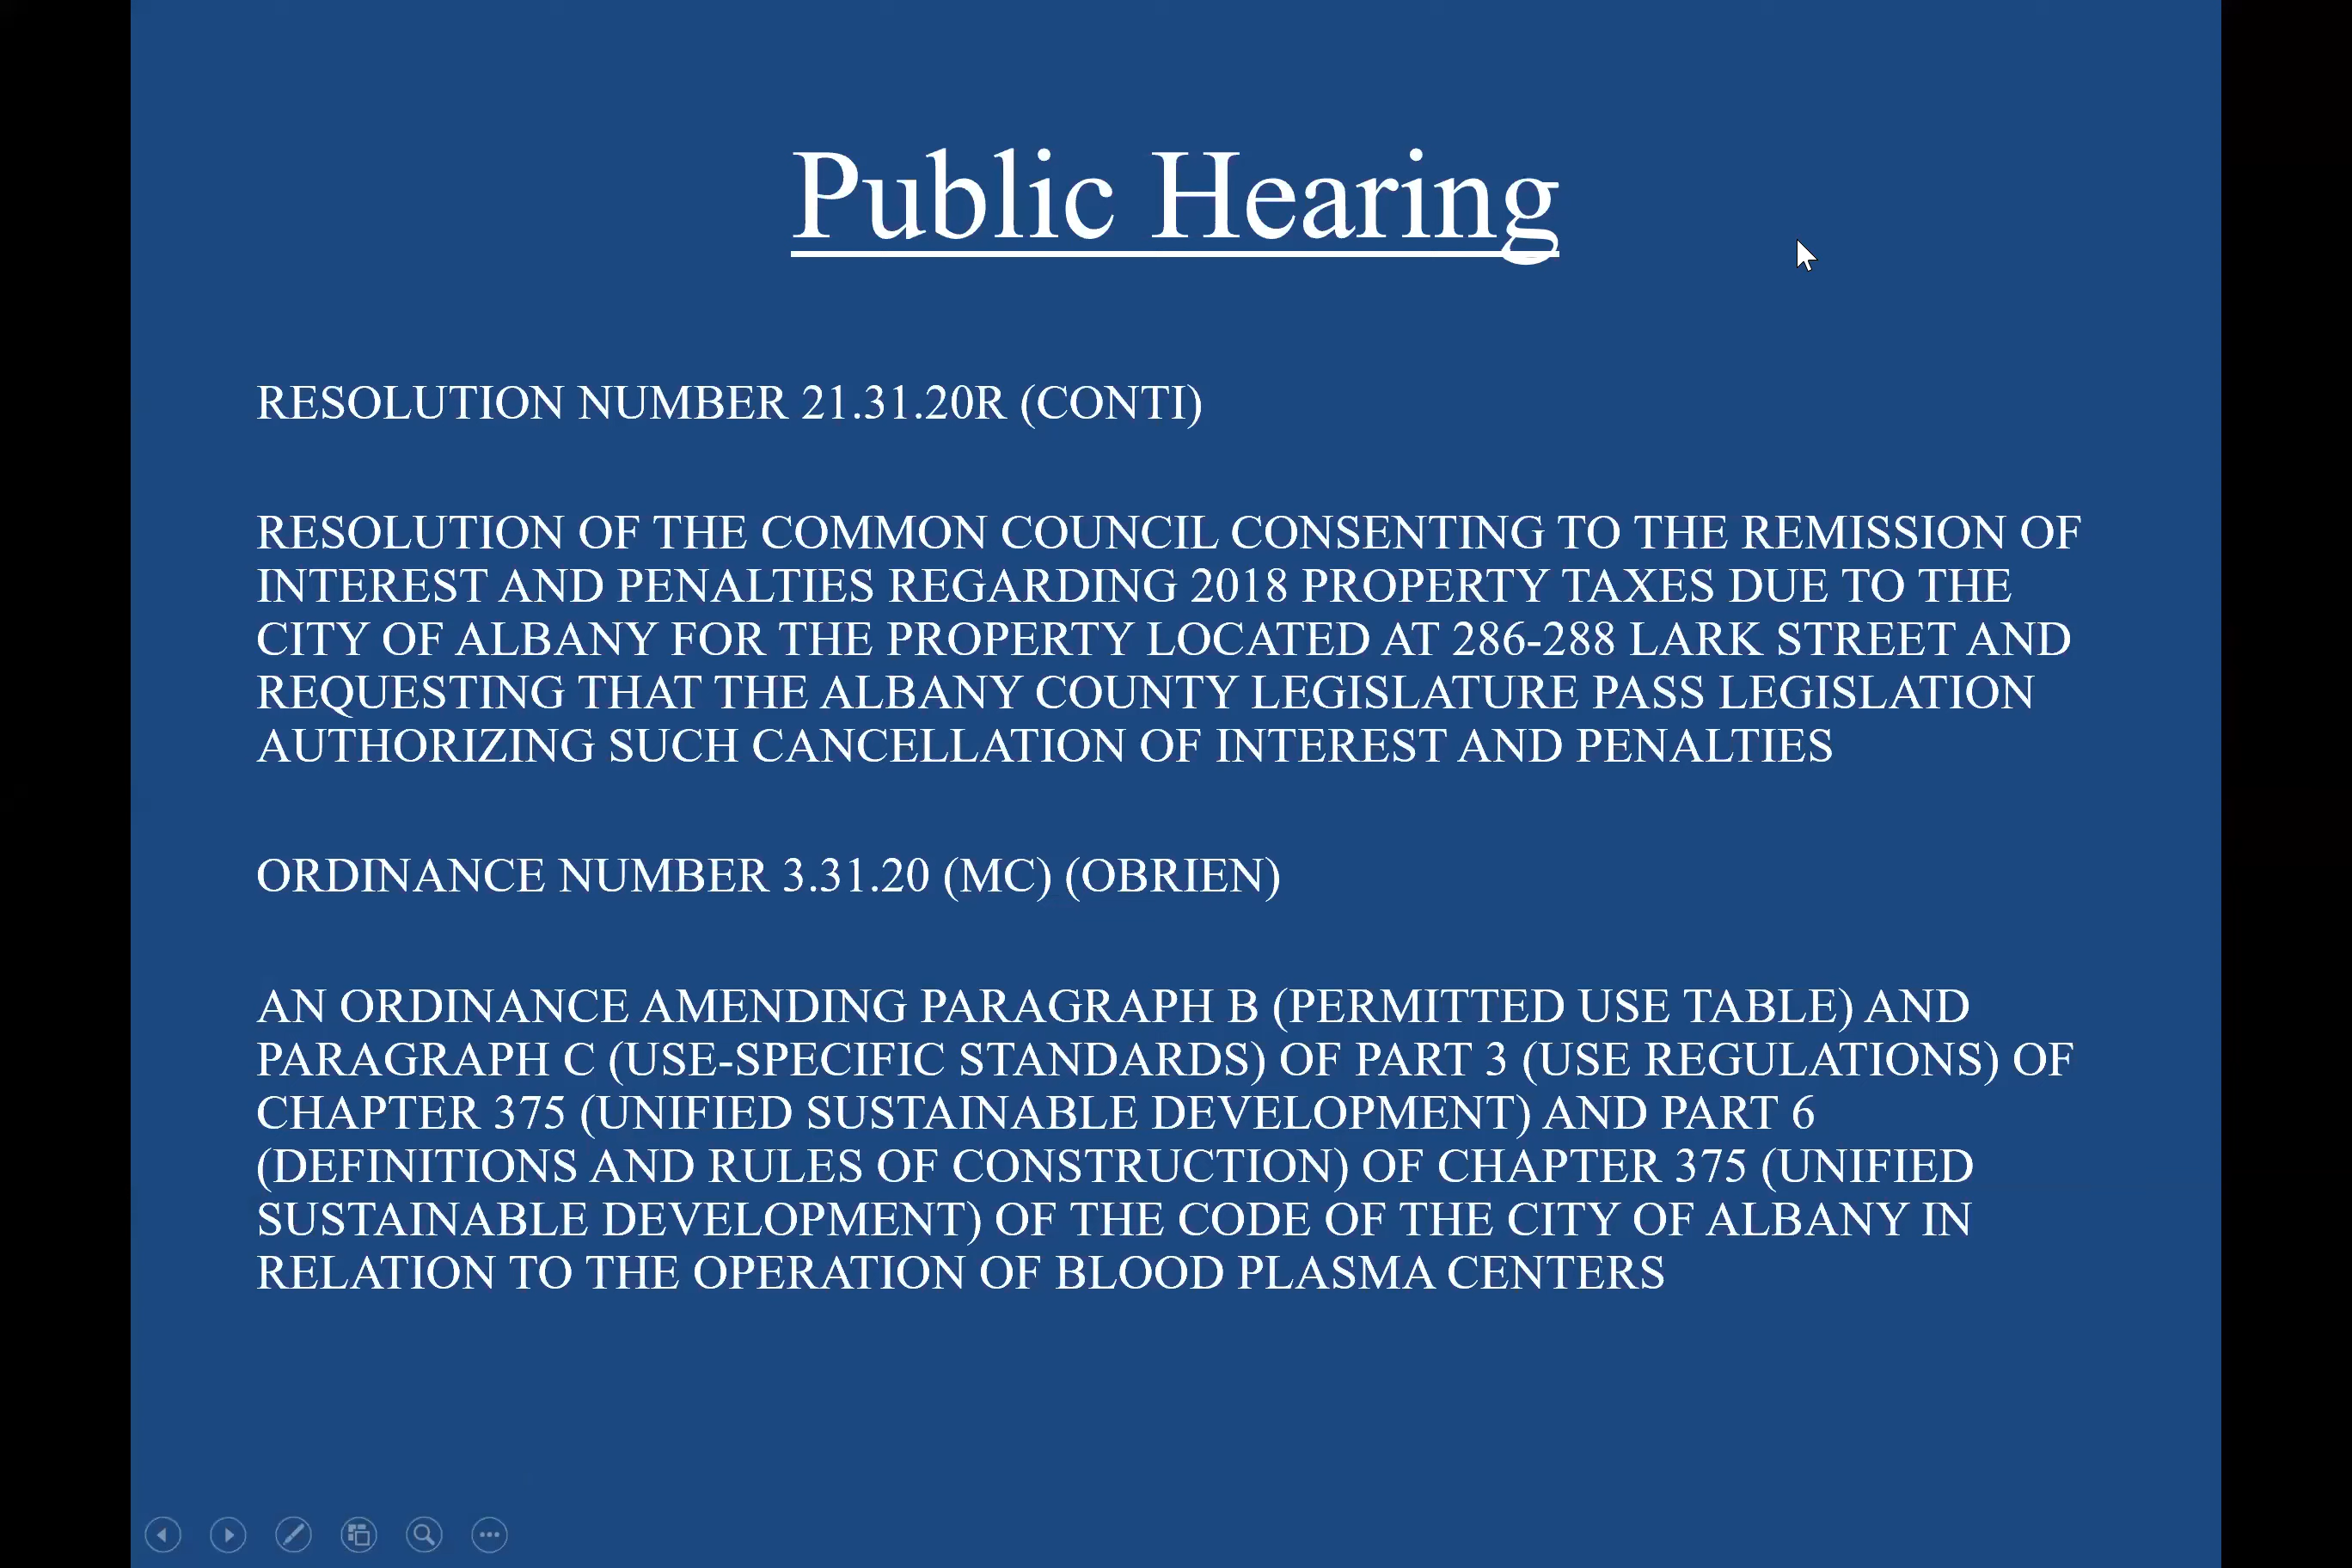 Public Hearing
RESOLUTION NUMBER 21.31.20R (CONTI)
RESOLUTION OF THE COMMON COUNCIL CONSENTING TO THE REMISSION OF
INTEREST AND PENALTIES REGARDING 2018 PROPERTY TAXES DUE TO THE
CITY OF ALBANY FOR THE PROPERTY LOCATED AT 286-288 LARK STREET AND
REQUESTING THAT THE ALBANY COUNTY LEGISLATURE PASS LEGISLATION
AUTHORIZING SUCH CANCELLATION OF INTEREST AND PENALTIES
ORDINANCE NUMBER 3.31.20 (MC) (OBRIEN)
AN ORDINANCE AMENDING PARAGRAPH B (PERMITTED USE TABLE) AND
PARAGRAPH C (USE-SPECIFIC STANDARDS) OF PART 3 (USE REGULATIONS) OF
CHAPTER 375 (UNIFIED SUSTAINABLE DEVELOPMENT) AND PART 6
(DEFINITIONS AND RULES OF CONSTRUCTION) OF CHAPTER 375 (UNIFIED
SUSTAINABLE DEVELOPMENT) OF THE CODE OF THE CITY OF ALBANY IN
RELATION TO THE OPERATION OF BLOOD PLASMA CENTERS